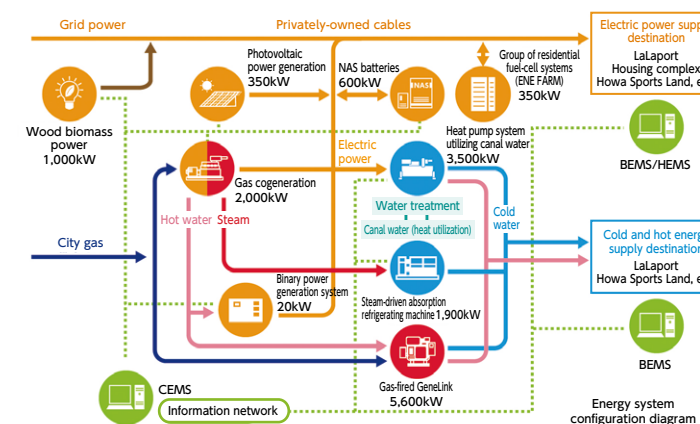 Grid power
Privately-owned cables
Electric power
destination
LaLaport
Housing complex
Howa Sports Land,
Photovoltaic
power generation
350kW
NAS batteries
600kW
NAS
Group of residential
fuel-cell systems
(ENE FARM)
350kW
Wood biomass
power
1,000kW
Electric
power
Heat pump system
utilizing canal water
3,500kW
BEMS/HEMS
Gas cogeneration
2,000kW
Water treatment
Hot water
Steam
Canal water (heat utilization)
Cold
water
City gas
Cold and hot
supply destination
LaLaport
Howa Sports Land,
Binary power
generation system
20kW
Steam-driven absorption
refrigerating machine 1,900kW
BEMS
Gas-fired GeneLink
5,600kW
CEMS
Information network
Energy system
configuration diagram